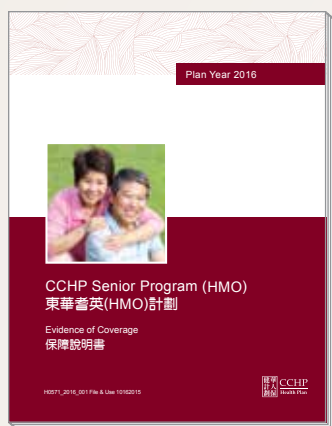 Plan Year 2016
CCHP Senior Program (HMO)
東華耆英(HMO)計劃
Evidence of Coverage
保障說明書
H0571_2016_001 File & Use 10162015
CCHP
Health Plan